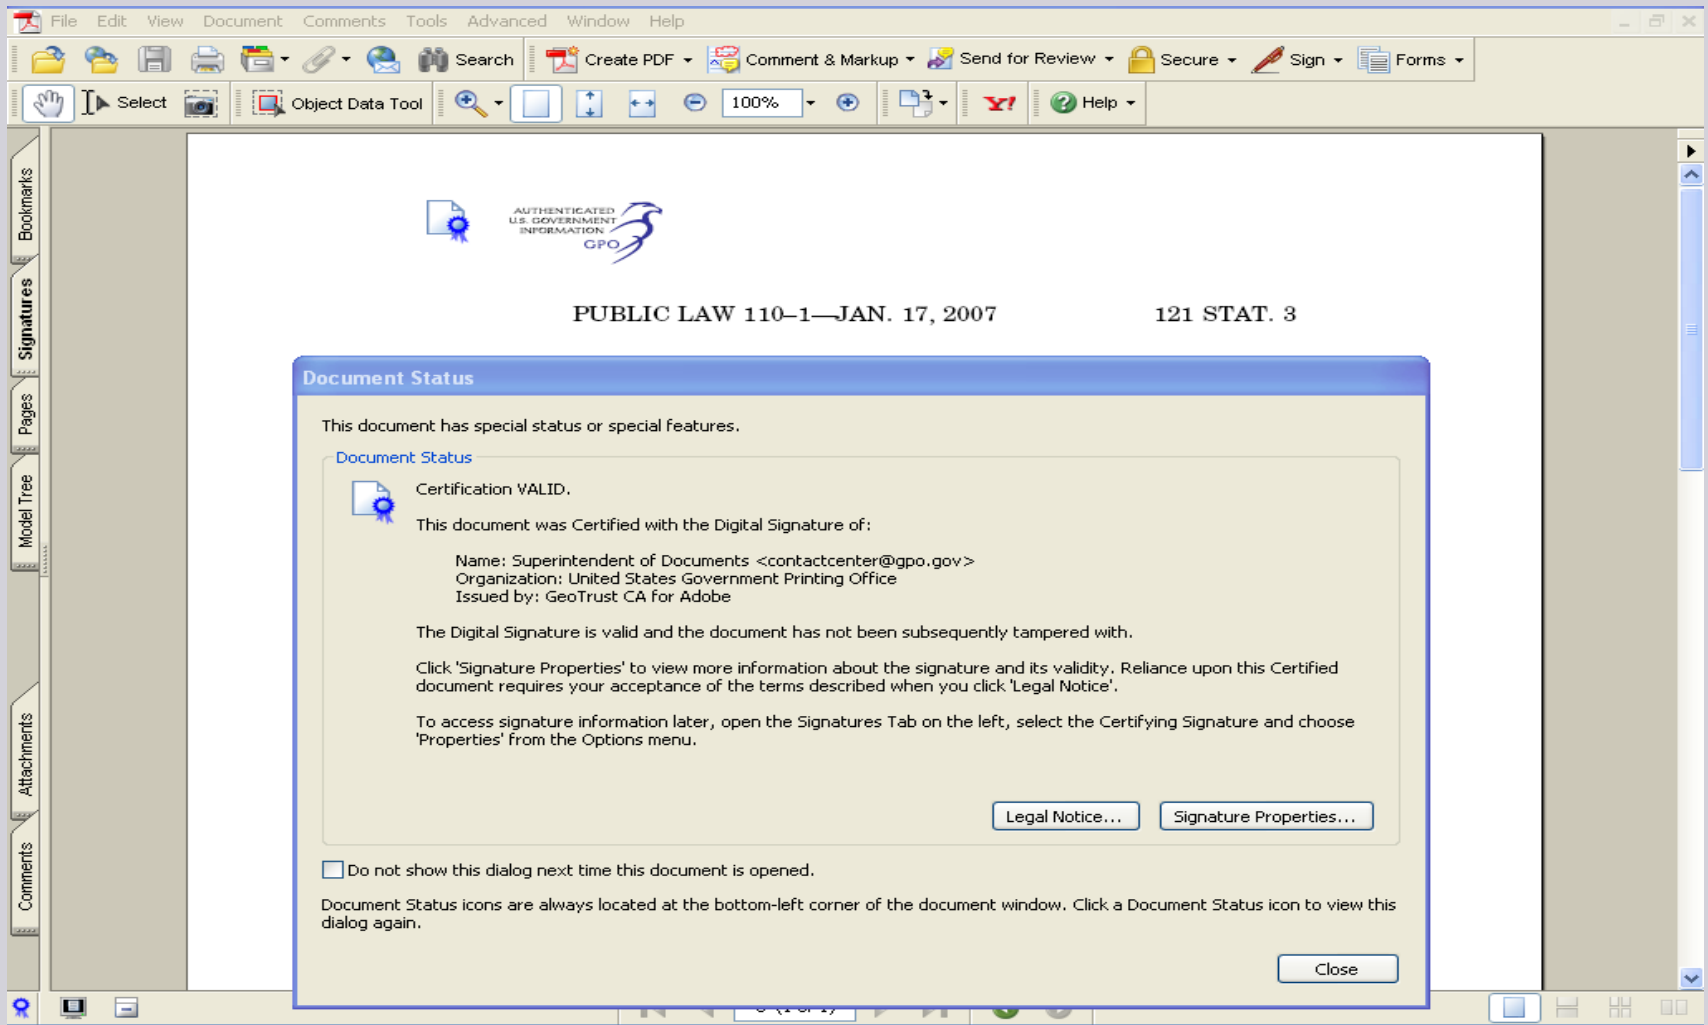 File Edit View Document Comments Tools Advanced Window Help
Search Create PDF Comment & Markup Send for Review Secure Sign Forms
Select Object Data Tool 100% Y! Help
Bookmarks
Signatures
Pages
Model Tree
Attachments
Comments
AUTHENTICATED
U.S. GOVERNMENT
INFORMATION
GPO
PUBLIC LAW 110–1—JAN. 17, 2007 121 STAT. 3
Document Status
This document has special status or special features.
Document Status
Certification VALID.
This document was Certified with the Digital Signature of:
Name: Superintendent of Documents <contactcenter@gpo.gov>
Organization: United States Government Printing Office
Issued by: GeoTrust CA for Adobe
The Digital Signature is valid and the document has not been subsequently tampered with.
Click 'Signature Properties' to view more information about the signature and its validity. Reliance upon this Certified
document requires your acceptance of the terms described when you click 'Legal Notice'.
To access signature information later, open the Signatures Tab on the left, select the Certifying Signature and choose
'Properties' from the Options menu.
Legal Notice... Signature Properties...
Do not show this dialog next time this document is opened.
Document Status icons are always located at the bottom-left corner of the document window. Click a Document Status icon to view this
dialog again.
Close